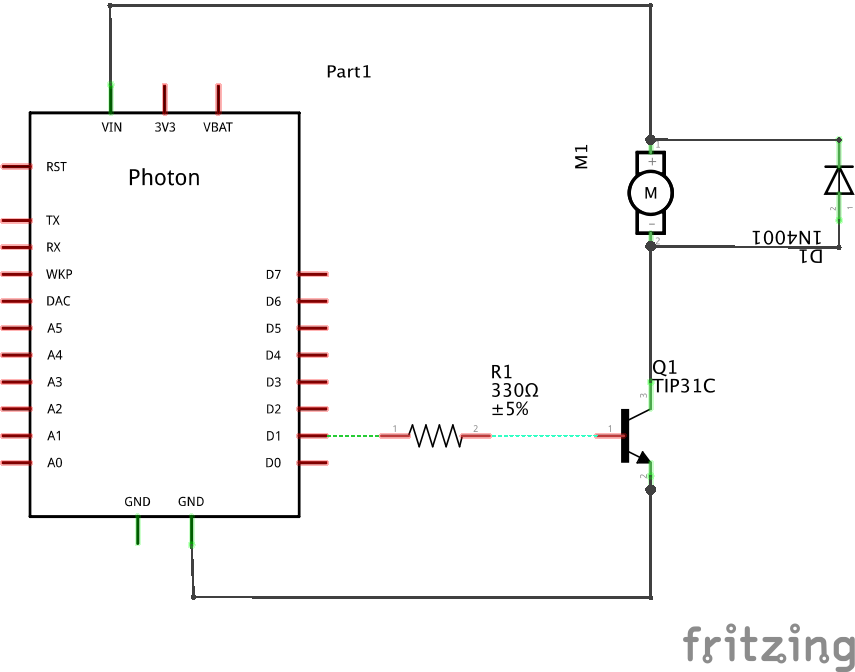 Part1
VIN 3V3 VBAT
Photon
RST
TX
RX
WKP
DAC
A5
A4
A3
A2
A1
A0
D7
D6
D5
D4
D3
D2
D1
D0
GND GND
M1
1
+
M
−
2
2 1
1N4001
D1
R1
330Ω
±5%
1 2
Q1
TIP31C
3
1
2
fritzing